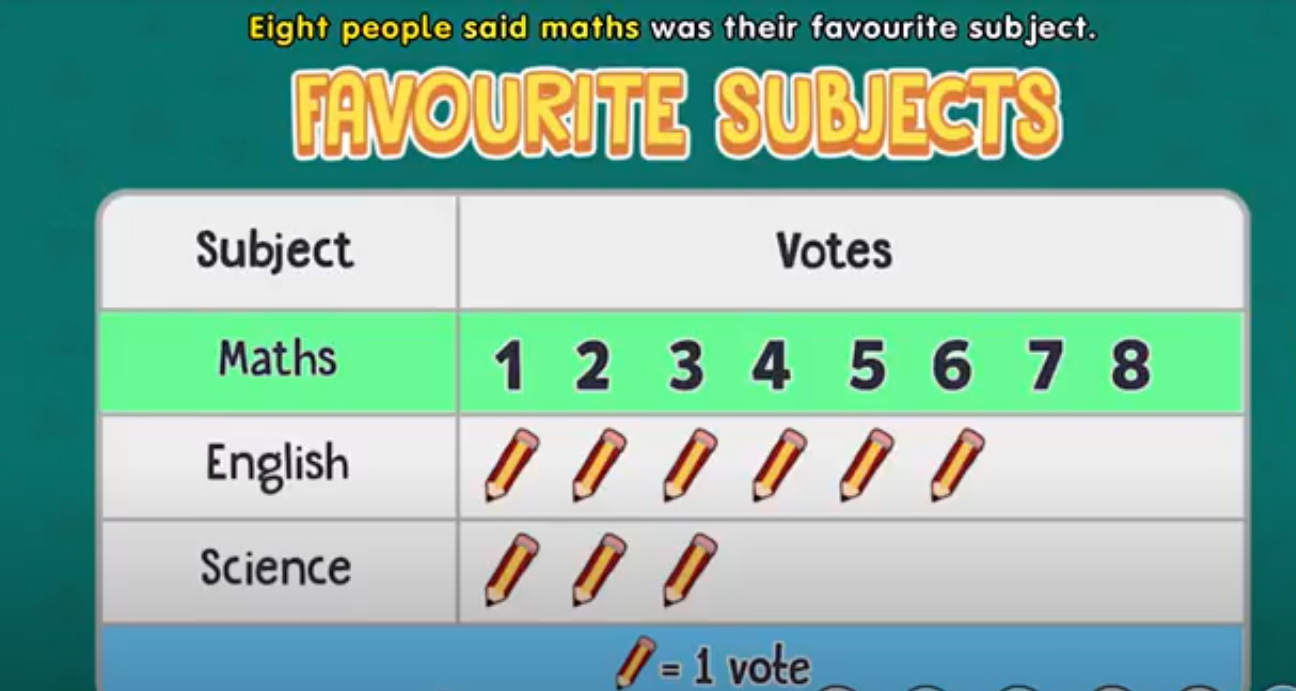 Eight people said maths was their favourite subject.
FAVOURITE SUBJECTS
Subject Votes
Maths 1 2 3 4 5 6 7 8
English
Science
= 1 vote